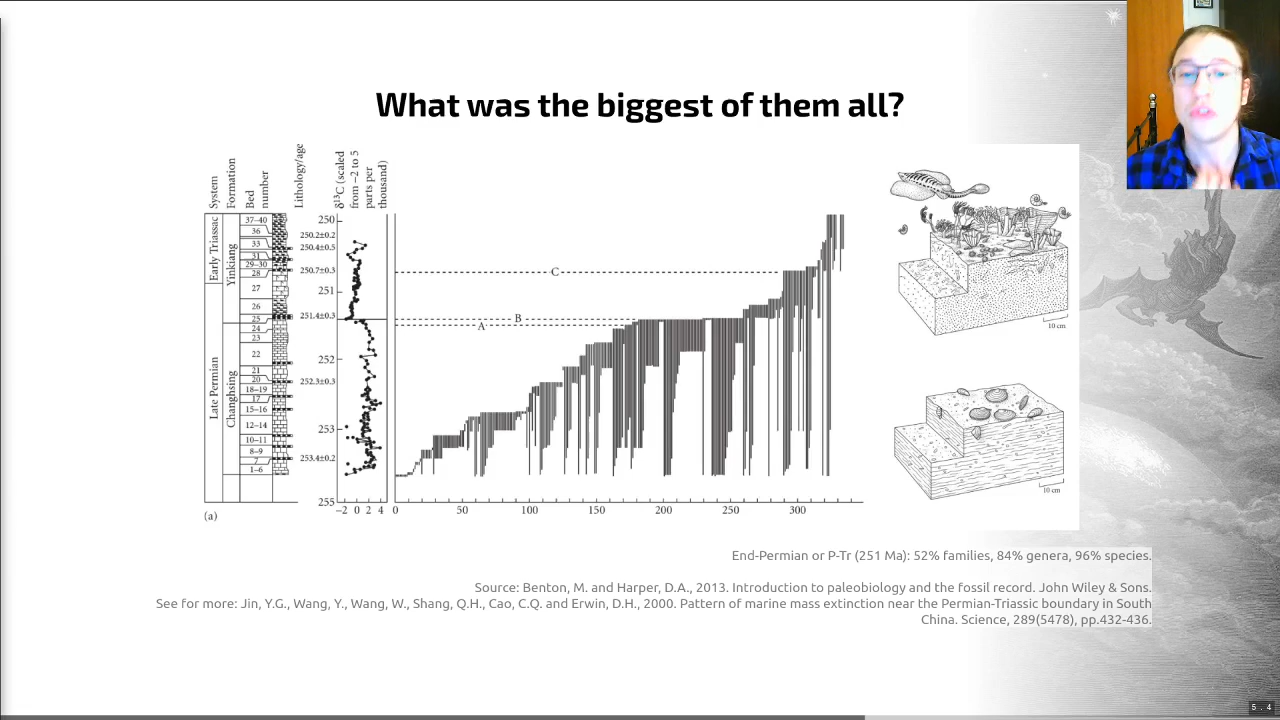 What was the biggest of them all?
System
Formation
Bed
number
Lithology/age
δ¹³C (scaled
from −2 to 5
parts per
thousand)
Early Triassic
Yinkiang
Late Permian
Changhsing
37–40
36
33
31
29–30
28
27
26
25
24
23
22
21
20
18–19
17
15–16
12–14
10–11
8–9
7
1–6
250
250.2±0.2
250.4±0.5
250.7±0.3
251
251.4±0.3
252
252.3±0.3
253
253.4±0.2
255
C
B
A
−2 0 2 4
0 50 100 150 200 250 300
(a)
10 cm
10 cm
End-Permian or P-Tr (251 Ma): 52% families, 84% genera, 96% species.
Source: Benton, M. and Harper, D.A., 2013. Introduction to paleobiology and the fossil record. John Wiley & Sons.
See for more: Jin, Y.G., Wang, Y., Wang, W., Shang, Q.H., Cao, C.Q. and Erwin, D.H., 2000. Pattern of marine mass extinction near the Permian-Triassic boundary in South
China. Science, 289(5478), pp.432-436.
5 . 4